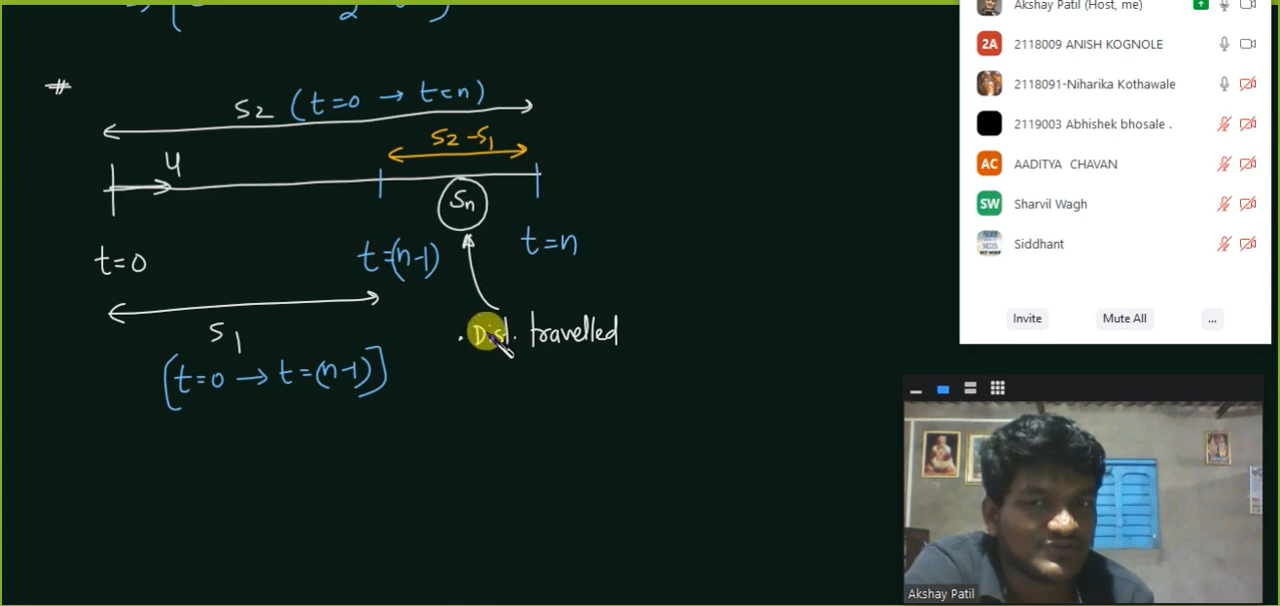 #
S2 (t=0 → t=n)
S2-S1
u
Sn
t=0
t=(n-1)
t=n
S1
[t=0 → t=(n-1)]
. Dist. travelled
Akshay Patil (Host, me)
2A 2118009 ANISH KOGNOLE
2118091-Niharika Kothawale
2119003 Abhishek bhosale .
AC AADITYA CHAVAN
SW Sharvil Wagh
Siddhant
Invite Mute All ...
Akshay Patil